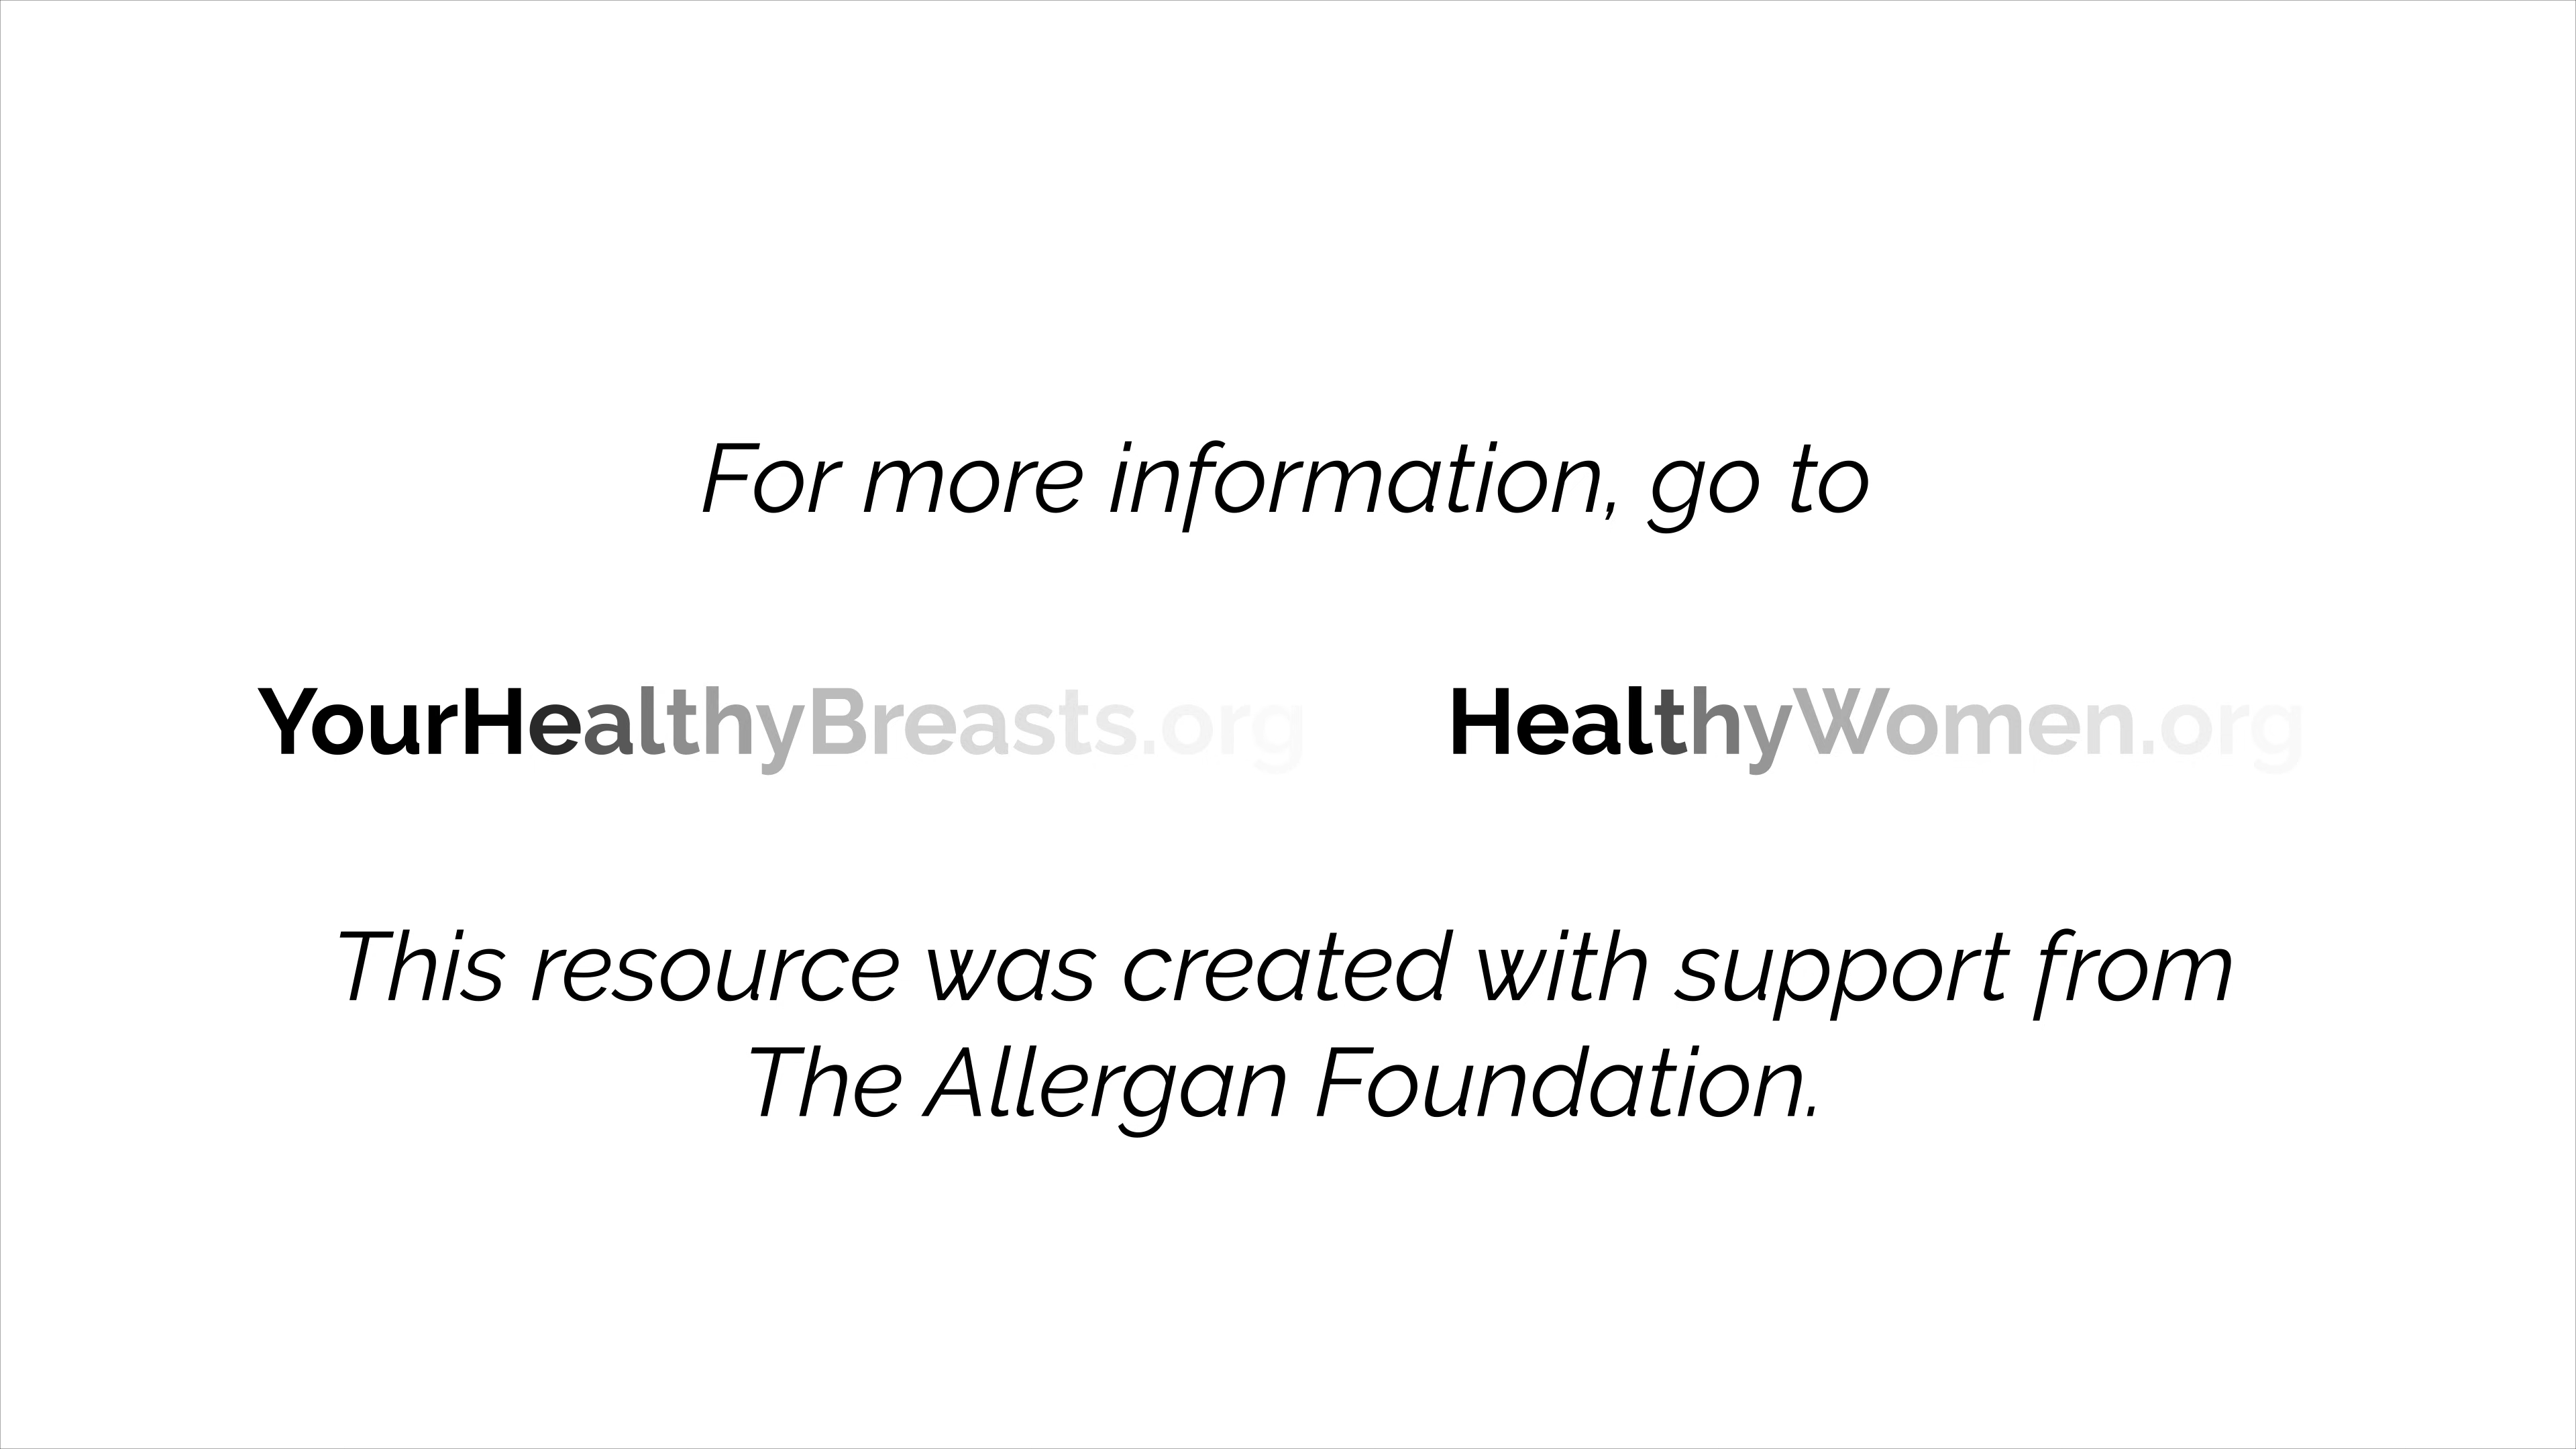 For more information, go to
YourHealthyBreasts.org HealthyWomen.org
This resource was created with support from
The Allergan Foundation.